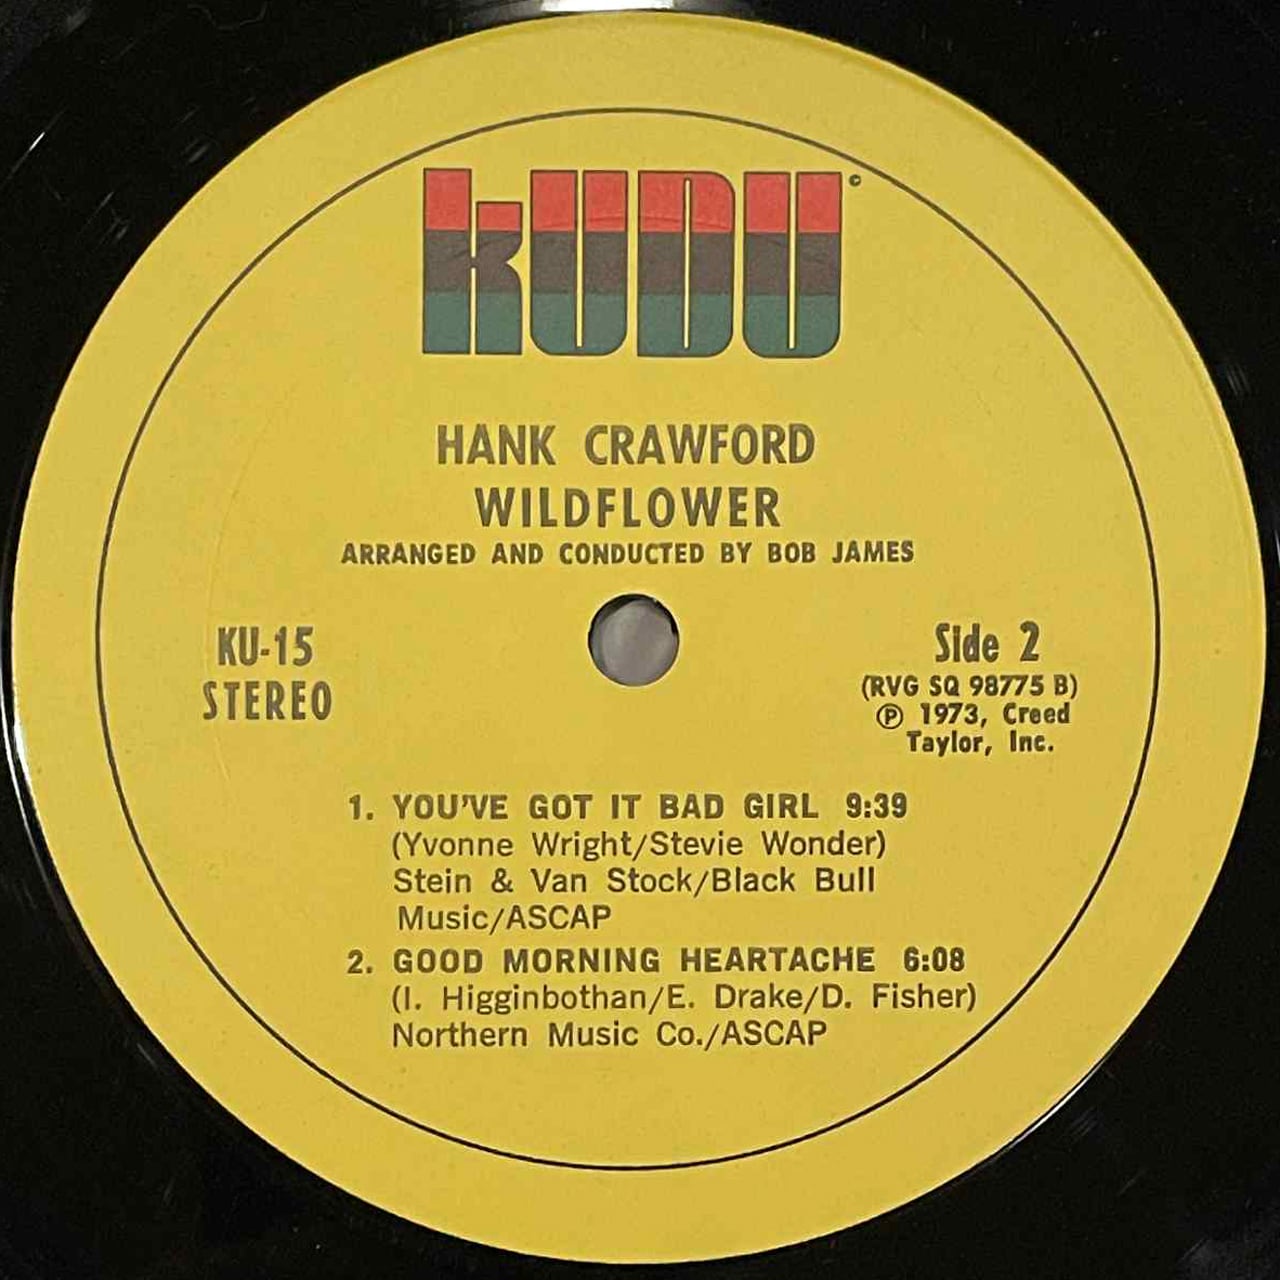 kUDU ©
HANK CRAWFORD
WILDFLOWER
ARRANGED AND CONDUCTED BY BOB JAMES
KU-15
STEREO
Side 2
(RVG SQ 98775 B)
℗ 1973, Creed
Taylor, Inc.
1. YOU'VE GOT IT BAD GIRL 9:39
(Yvonne Wright/Stevie Wonder)
Stein & Van Stock/Black Bull
Music/ASCAP
2. GOOD MORNING HEARTACHE 6:08
(I. Higginbothan/E. Drake/D. Fisher)
Northern Music Co./ASCAP